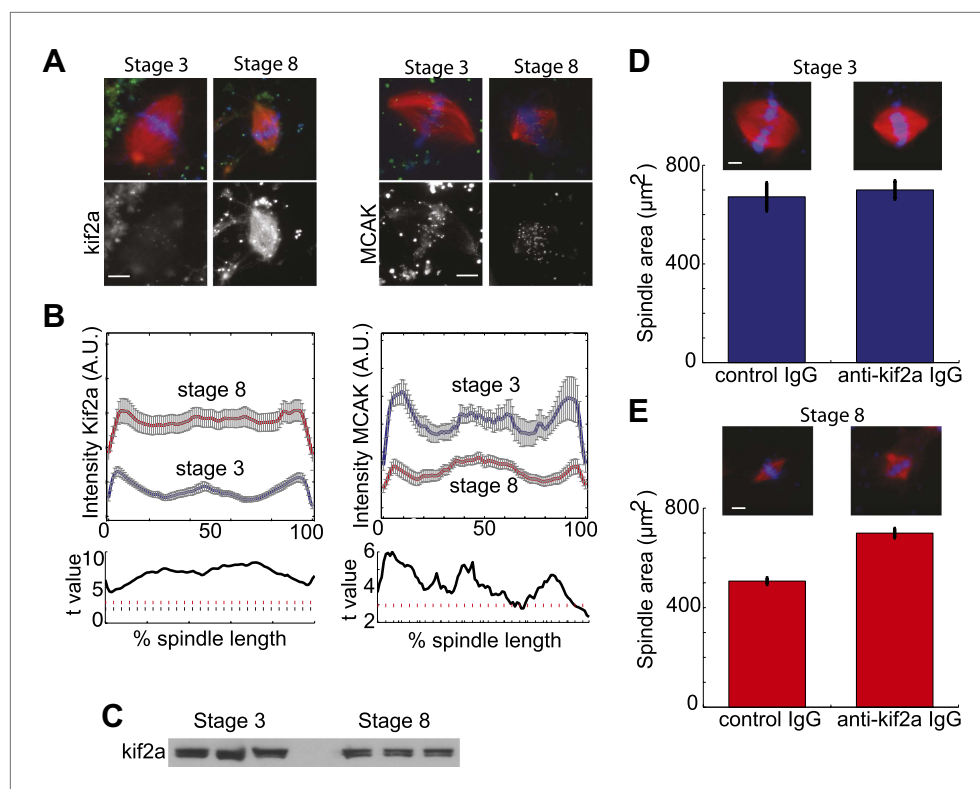 A
Stage 3 Stage 8
kif2a
Stage 3 Stage 8
MCAK
B
Intensity Kif2a (A.U.)
stage 8
stage 3
0 50 100
t value
10
5
0
% spindle length
Intensity MCAK (A.U.)
stage 3
stage 8
0 50 100
t value
6
4
2
% spindle length
C
Stage 3 Stage 8
kif2a
D
Stage 3
Spindle area (µm²)
800
400
0
control IgG anti-kif2a IgG
E
Stage 8
Spindle area (µm²)
800
400
0
control IgG anti-kif2a IgG